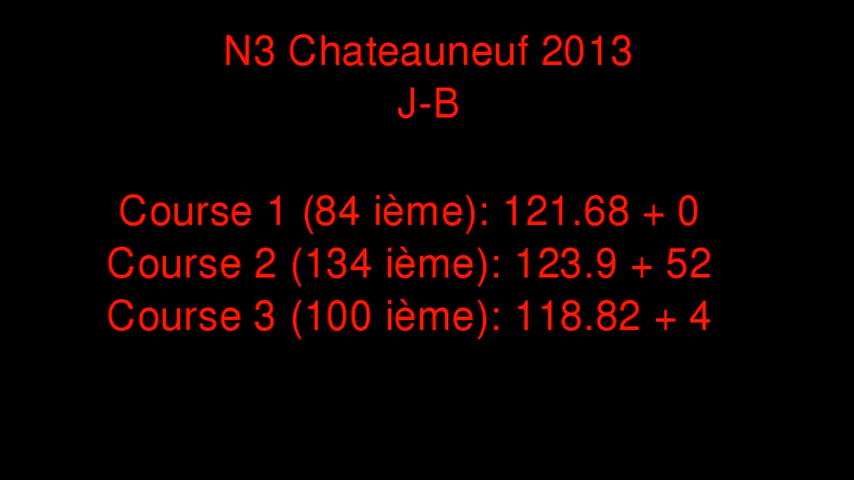 N3 Chateauneuf 2013
J-B
Course 1 (84 ième): 121.68 + 0
Course 2 (134 ième): 123.9 + 52
Course 3 (100 ième): 118.82 + 4